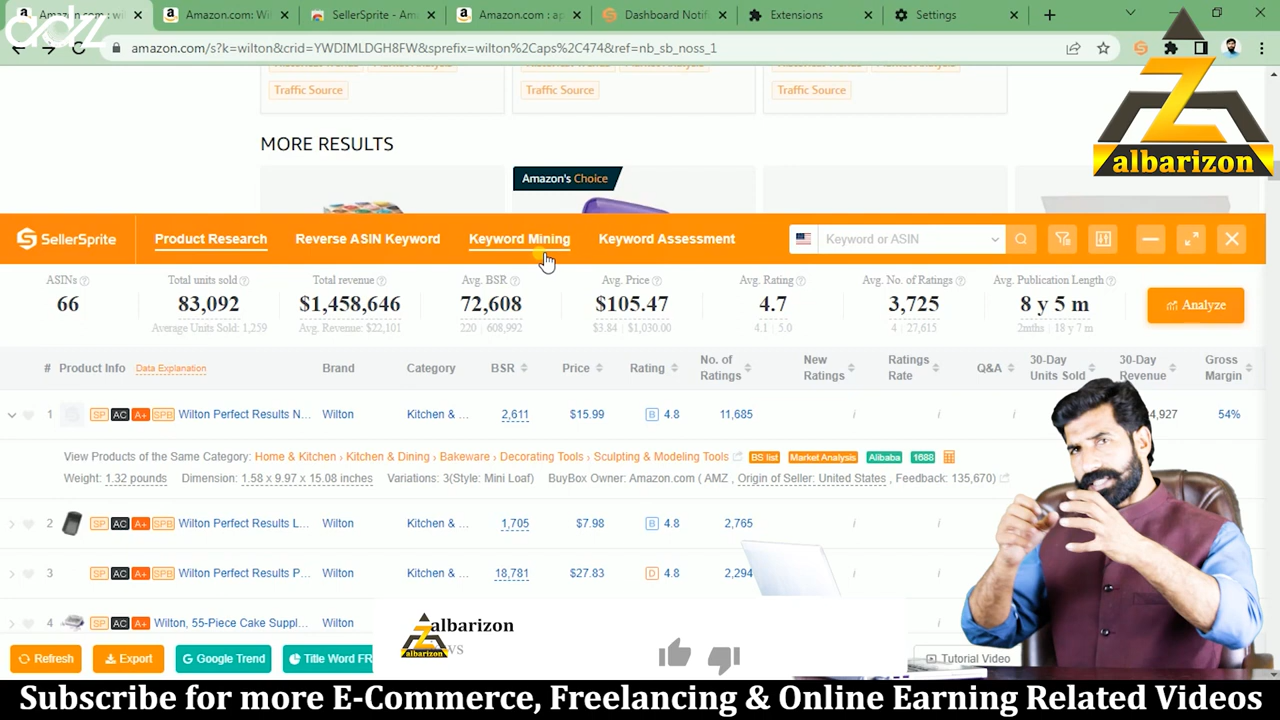 Amazon.com : wil
Amazon.com: Wi
SellerSprite - Am
Amazon.com : ap
Dashboard Notif
Extensions
Settings
adz
amazon.com/s?k=wilton&crid=YWDIMLDGH8FW&sprefix=wilton%2Caps%2C474&ref=nb_sb_noss_1
Traffic Source
Traffic Source
Traffic Source
Z
albarizon
MORE RESULTS
Amazon's Choice
SellerSprite
Product Research
Reverse ASIN Keyword
Keyword Mining
Keyword Assessment
Keyword or ASIN
ASINs
Total units sold
Total revenue
Avg. BSR
Avg. Price
Avg. Rating
Avg. No. of Ratings
Avg. Publication Length
66
83,092
$1,458,646
72,608
$105.47
4.7
3,725
8 y 5 m
Analyze
Average Units Sold: 1,259
Avg. Revenue: $22,101
220 | 608,992
$3.84 | $1,030.00
4.1 | 5.0
4 | 27,615
2mths | 18 y 7 m
# Product Info Data Explanation Brand Category BSR Price Rating No. of Ratings New Ratings Ratings Rate Q&A 30-Day Units Sold 30-Day Revenue Gross Margin
1 SP AC A+ SPB Wilton Perfect Results N... Wilton Kitchen & ... 2,611 $15.99 B 4.8 11,685 4,927 54%
View Products of the Same Category: Home & Kitchen › Kitchen & Dining › Bakeware › Decorating Tools › Sculpting & Modeling Tools BS list Market Analysis Alibaba 1688
Weight: 1.32 pounds Dimension: 1.58 x 9.97 x 15.08 inches Variations: 3(Style: Mini Loaf) BuyBox Owner: Amazon.com ( AMZ , Origin of Seller: United States , Feedback: 135,670)
2 SP AC A+ SPB Wilton Perfect Results L... Wilton Kitchen & ... 1,705 $7.98 B 4.8 2,765
3 SP AC A+ SPB Wilton Perfect Results P... Wilton Kitchen & ... 18,781 $27.83 D 4.8 2,294
4 SP AC A+ SPB Wilton, 55-Piece Cake Suppl... Wilton
albarizon
albarizon
Refresh
Export
Google Trend
Title Word FR
Tutorial Video
Subscribe for more E-Commerce, Freelancing & Online Earning Related Videos